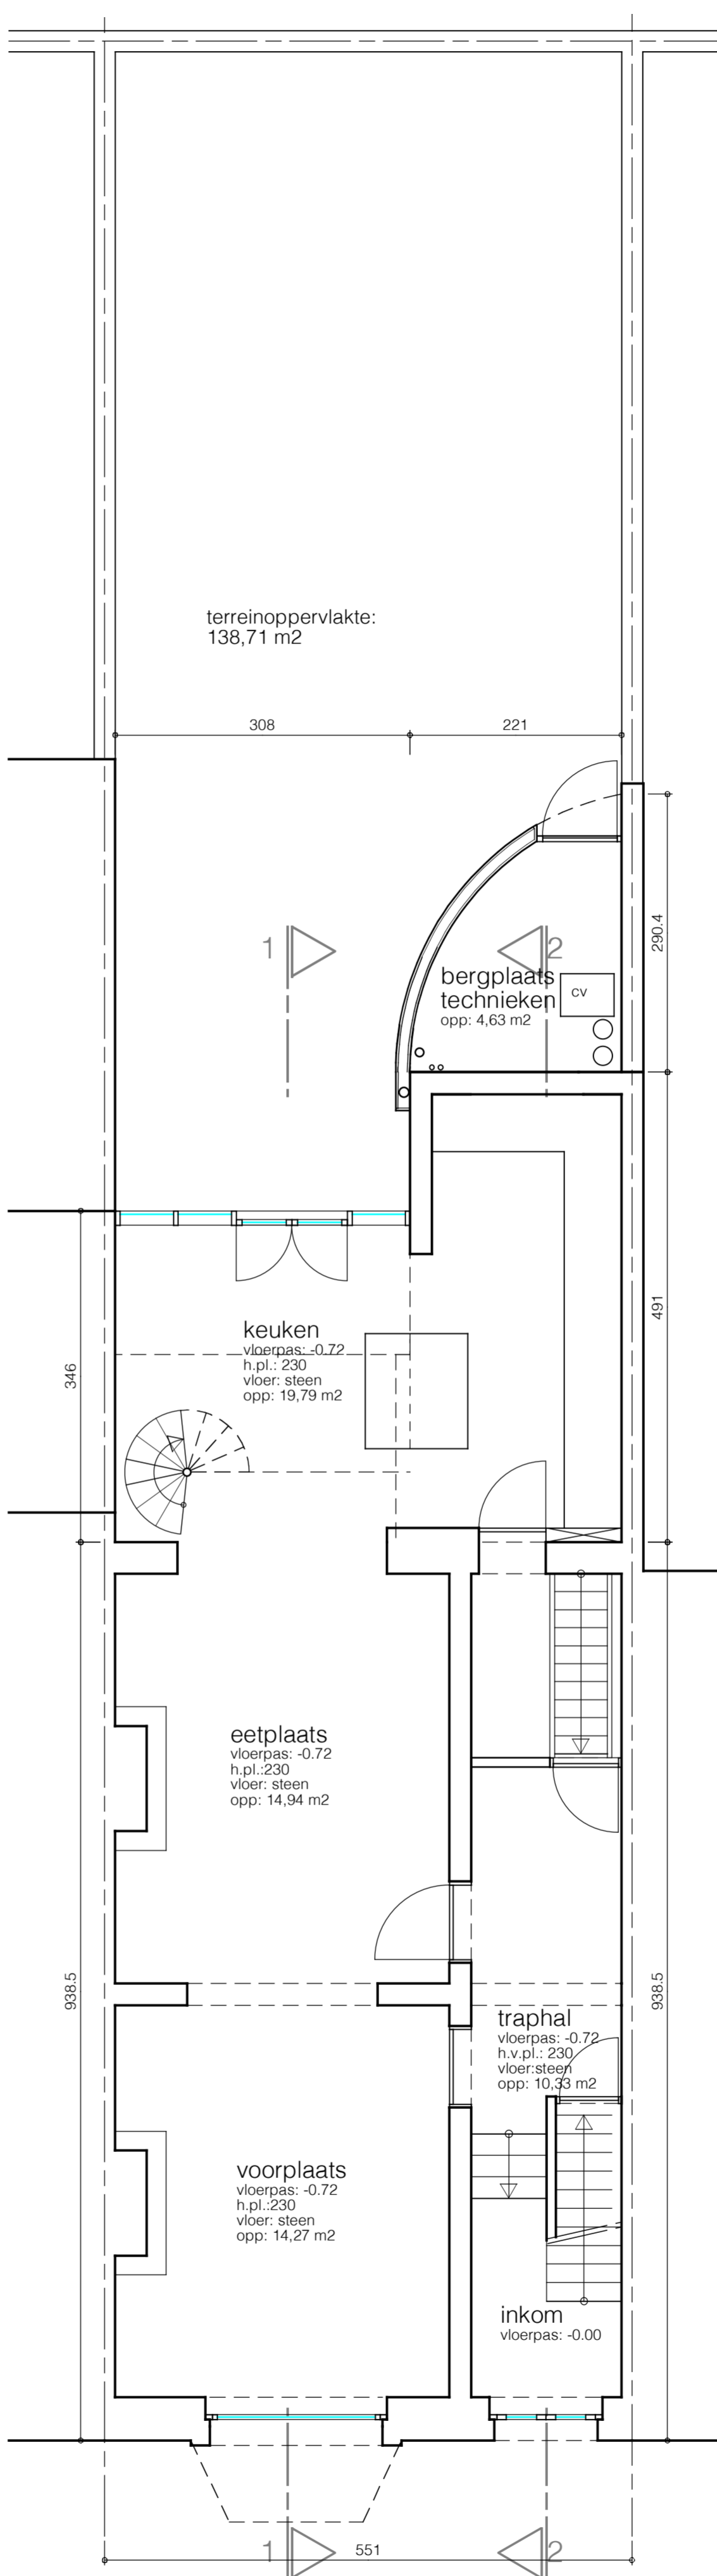 terreinoppervlakte:
138,71 m2
308
221
290.4
1
2
bergplaats
technieken
opp: 4,63 m2
cv
keuken
vloerpas: -0.72
h.pl.: 230
vloer: steen
opp: 19,79 m2
346
491
eetplaats
vloerpas: -0.72
h.pl.:230
vloer: steen
opp: 14,94 m2
938.5
938.5
traphal
vloerpas: -0.72
h.v.pl.: 230
vloer:steen
opp: 10,33 m2
voorplaats
vloerpas: -0.72
h.pl.:230
vloer: steen
opp: 14,27 m2
inkom
vloerpas: -0.00
1
551
2